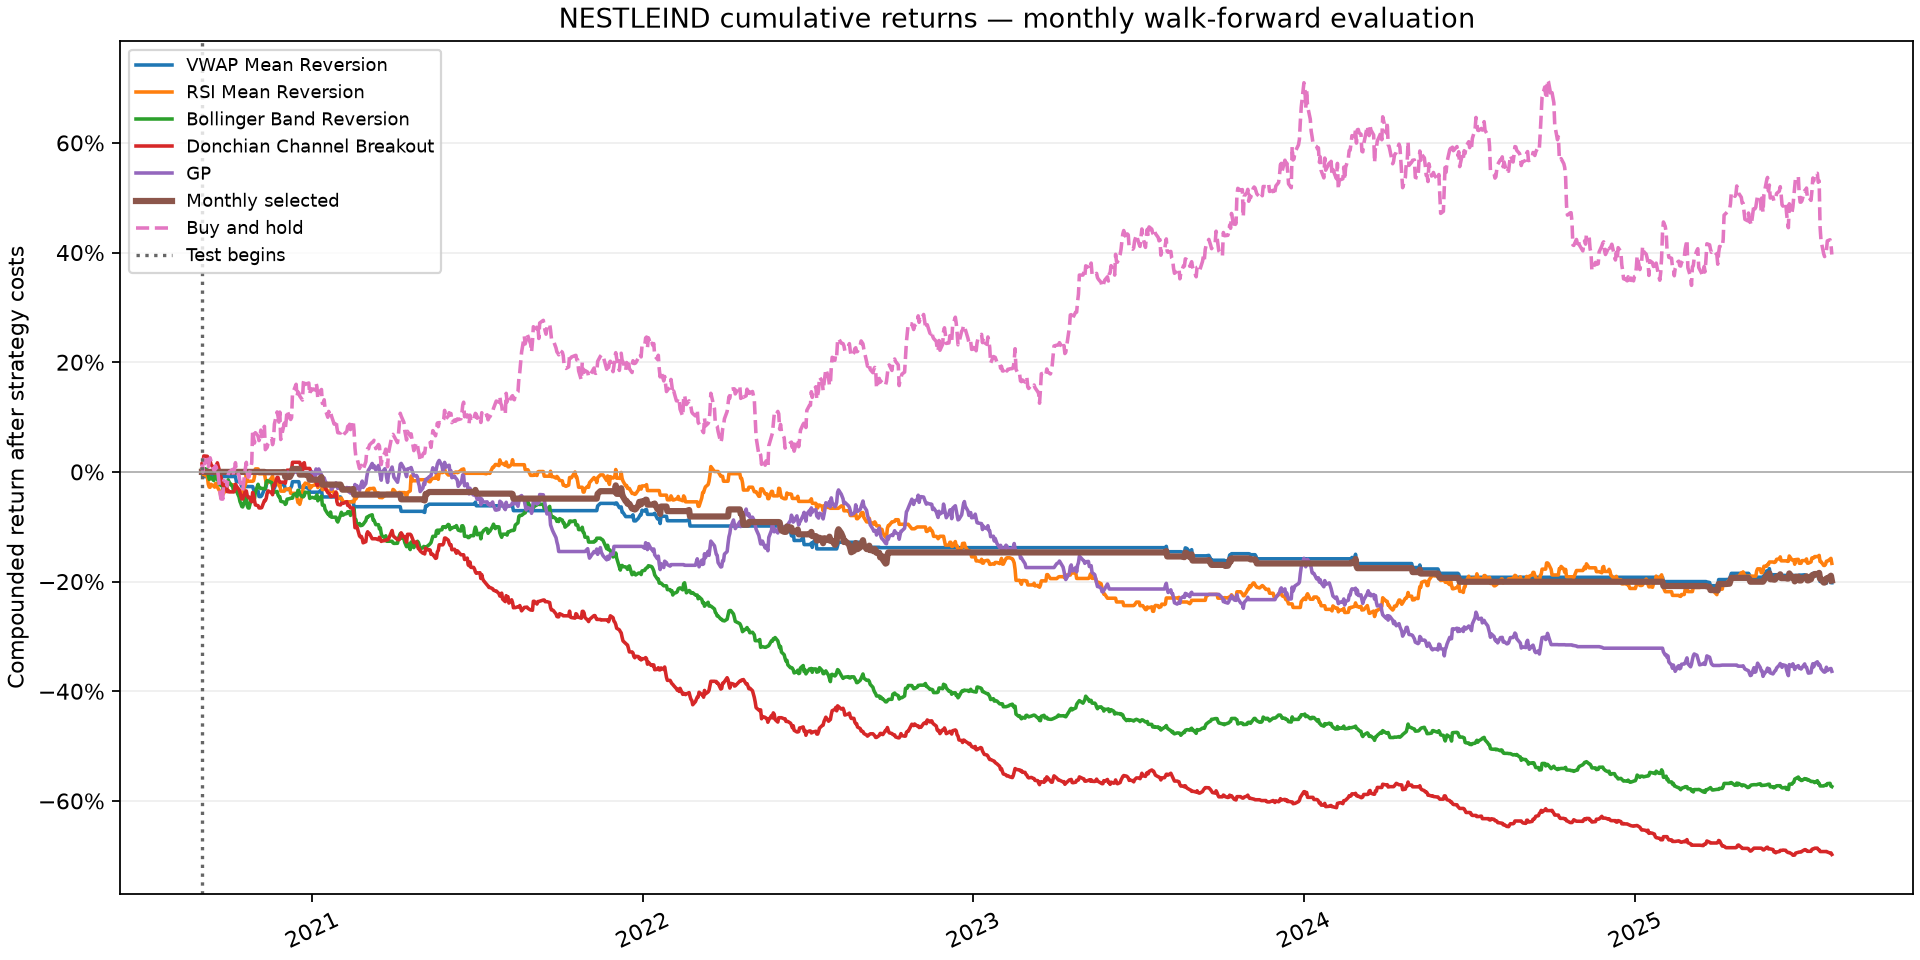 NESTLEIND cumulative returns — monthly walk-forward evaluation
VWAP Mean Reversion
RSI Mean Reversion
Bollinger Band Reversion
Donchian Channel Breakout
GP
Monthly selected
Buy and hold
Test begins
Compounded return after strategy costs
60%
40%
20%
0%
−20%
−40%
−60%
2021
2022
2023
2024
2025